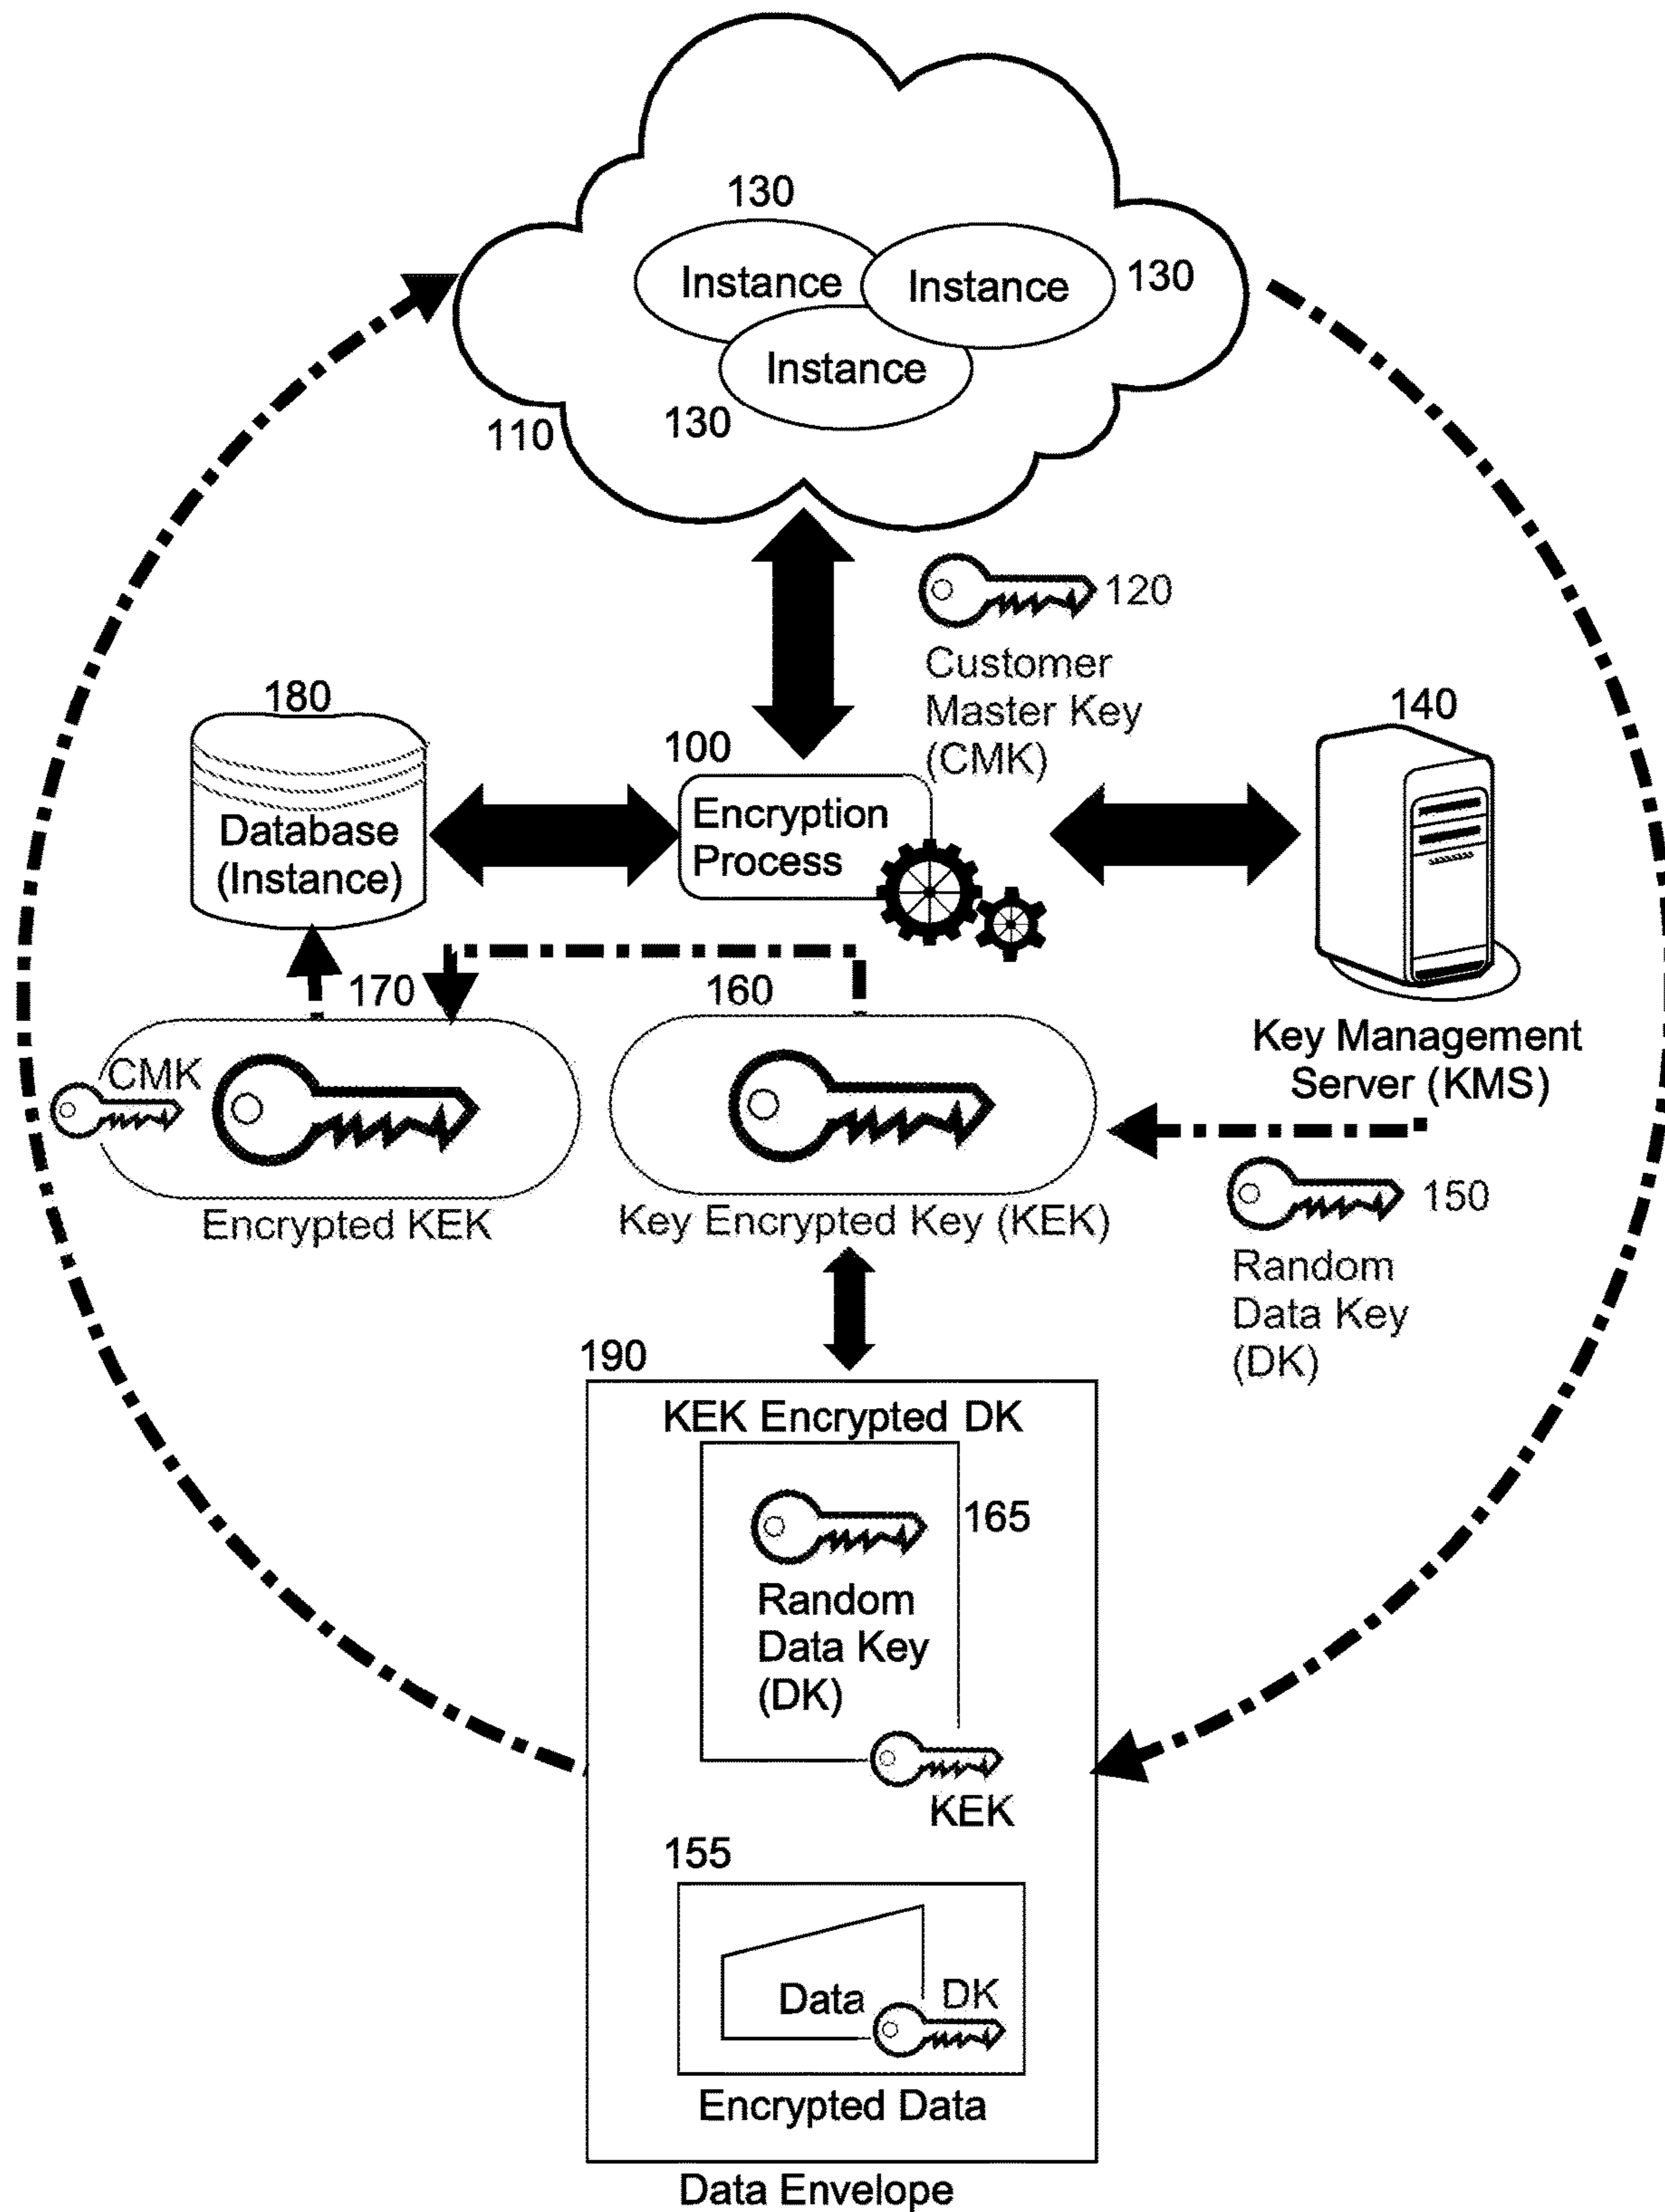 130
Instance
Instance
130
Instance
110
130
120
Customer
Master Key
(CMK)
180
100
140
Database
(Instance)
Encryption
Process
170
160
Key Management
Server (KMS)
CMK
Encrypted KEK
Key Encrypted Key (KEK)
150
Random
Data Key
(DK)
190
KEK Encrypted DK
165
Random
Data Key
(DK)
KEK
155
Data
DK
Encrypted Data
Data Envelope